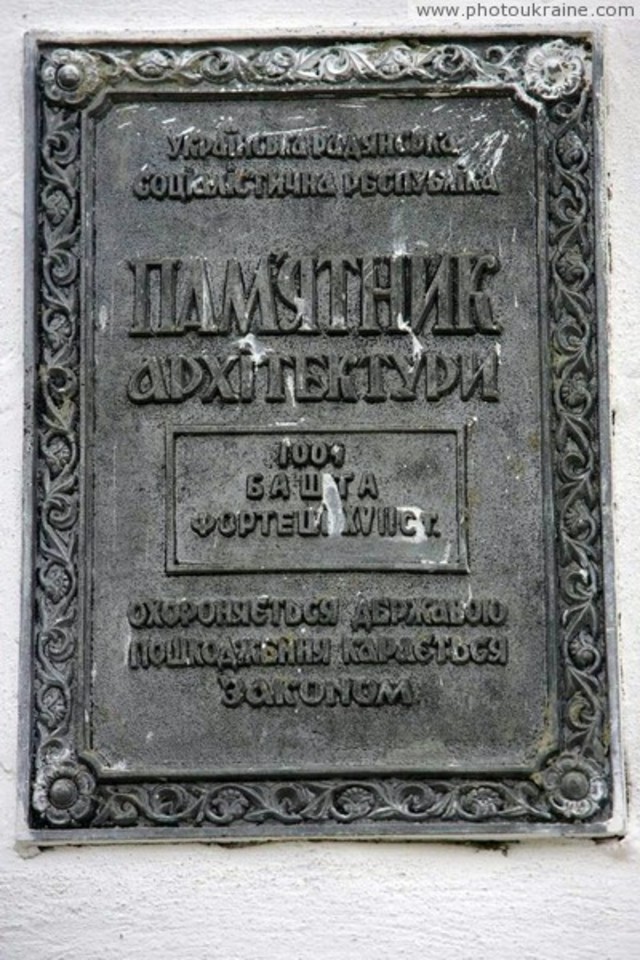 www.photoukraine.com
Українська радянська
соціалістична республіка
ПАМ'ЯТНИК
архітектури
1001
БАШТА
ФОРТЕЦІ XVII СТ.
охороняється державою
пошкодження карається
законом